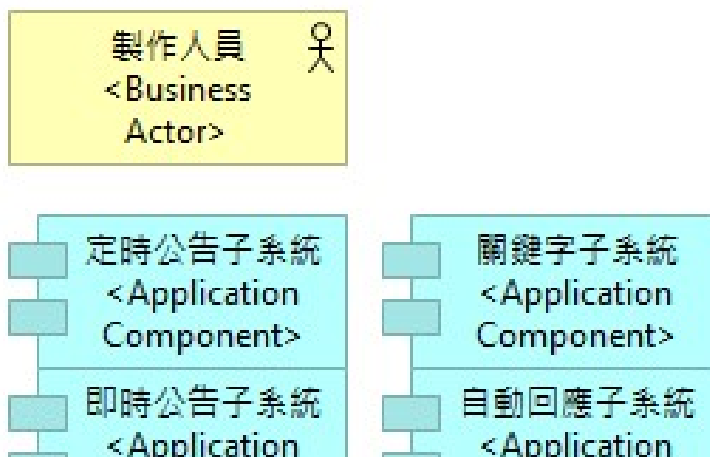 製作人員
<Business
Actor>
定時公告子系統
<Application
Component>
關鍵字子系統
<Application
Component>
即時公告子系統
<Application
自動回應子系統
<Application